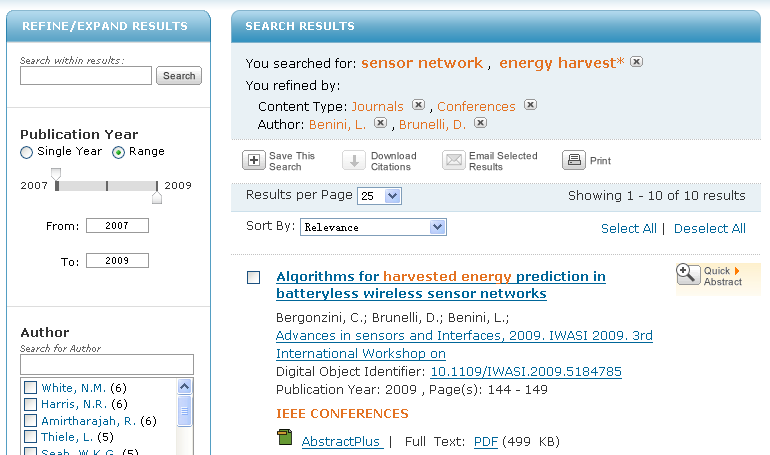 REFINE/EXPAND RESULTS
Search within results:
Search
Publication Year
Single Year Range
2007 2009
From: 2007
To: 2009
Author
Search for Author
White, N.M. (6)
Harris, N.R. (6)
Amirtharajah, R. (6)
Thiele, L. (5)
Seah, W.K.G. (5)
SEARCH RESULTS
You searched for: sensor network , energy harvest*
You refined by:
Content Type: Journals , Conferences
Author: Benini, L. , Brunelli, D.
Save This
Search
Download
Citations
Email Selected
Results
Print
Results per Page 25 Showing 1 - 10 of 10 results
Sort By: Relevance Select All | Deselect All
Algorithms for harvested energy prediction in
batteryless wireless sensor networks
Quick
Abstract
Bergonzini, C.; Brunelli, D.; Benini, L.;
Advances in sensors and Interfaces, 2009. IWASI 2009. 3rd
International Workshop on
Digital Object Identifier: 10.1109/IWASI.2009.5184785
Publication Year: 2009 , Page(s): 144 - 149
IEEE CONFERENCES
AbstractPlus | Full Text: PDF (499 KB)